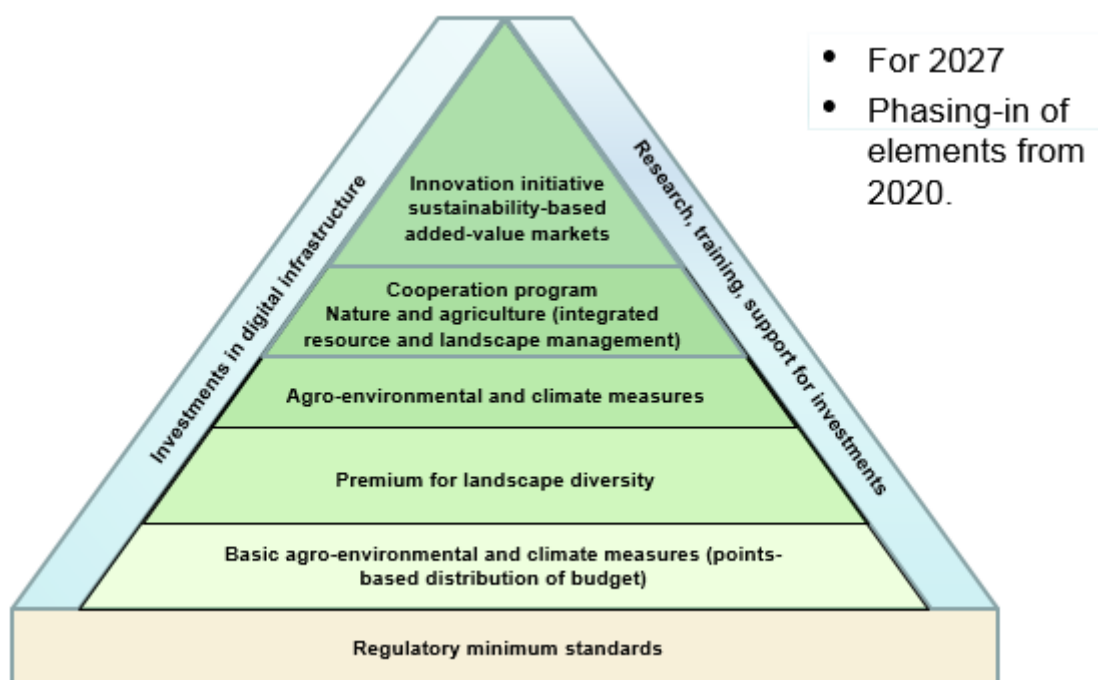 • For 2027
• Phasing-in of
elements from
2020.
Investments in digital infrastructure
Research, training, support for investments
Innovation initiative
sustainability-based
added-value markets
Cooperation program
Nature and agriculture (integrated
resource and landscape management)
Agro-environmental and climate measures
Premium for landscape diversity
Basic agro-environmental and climate measures (points-
based distribution of budget)
Regulatory minimum standards